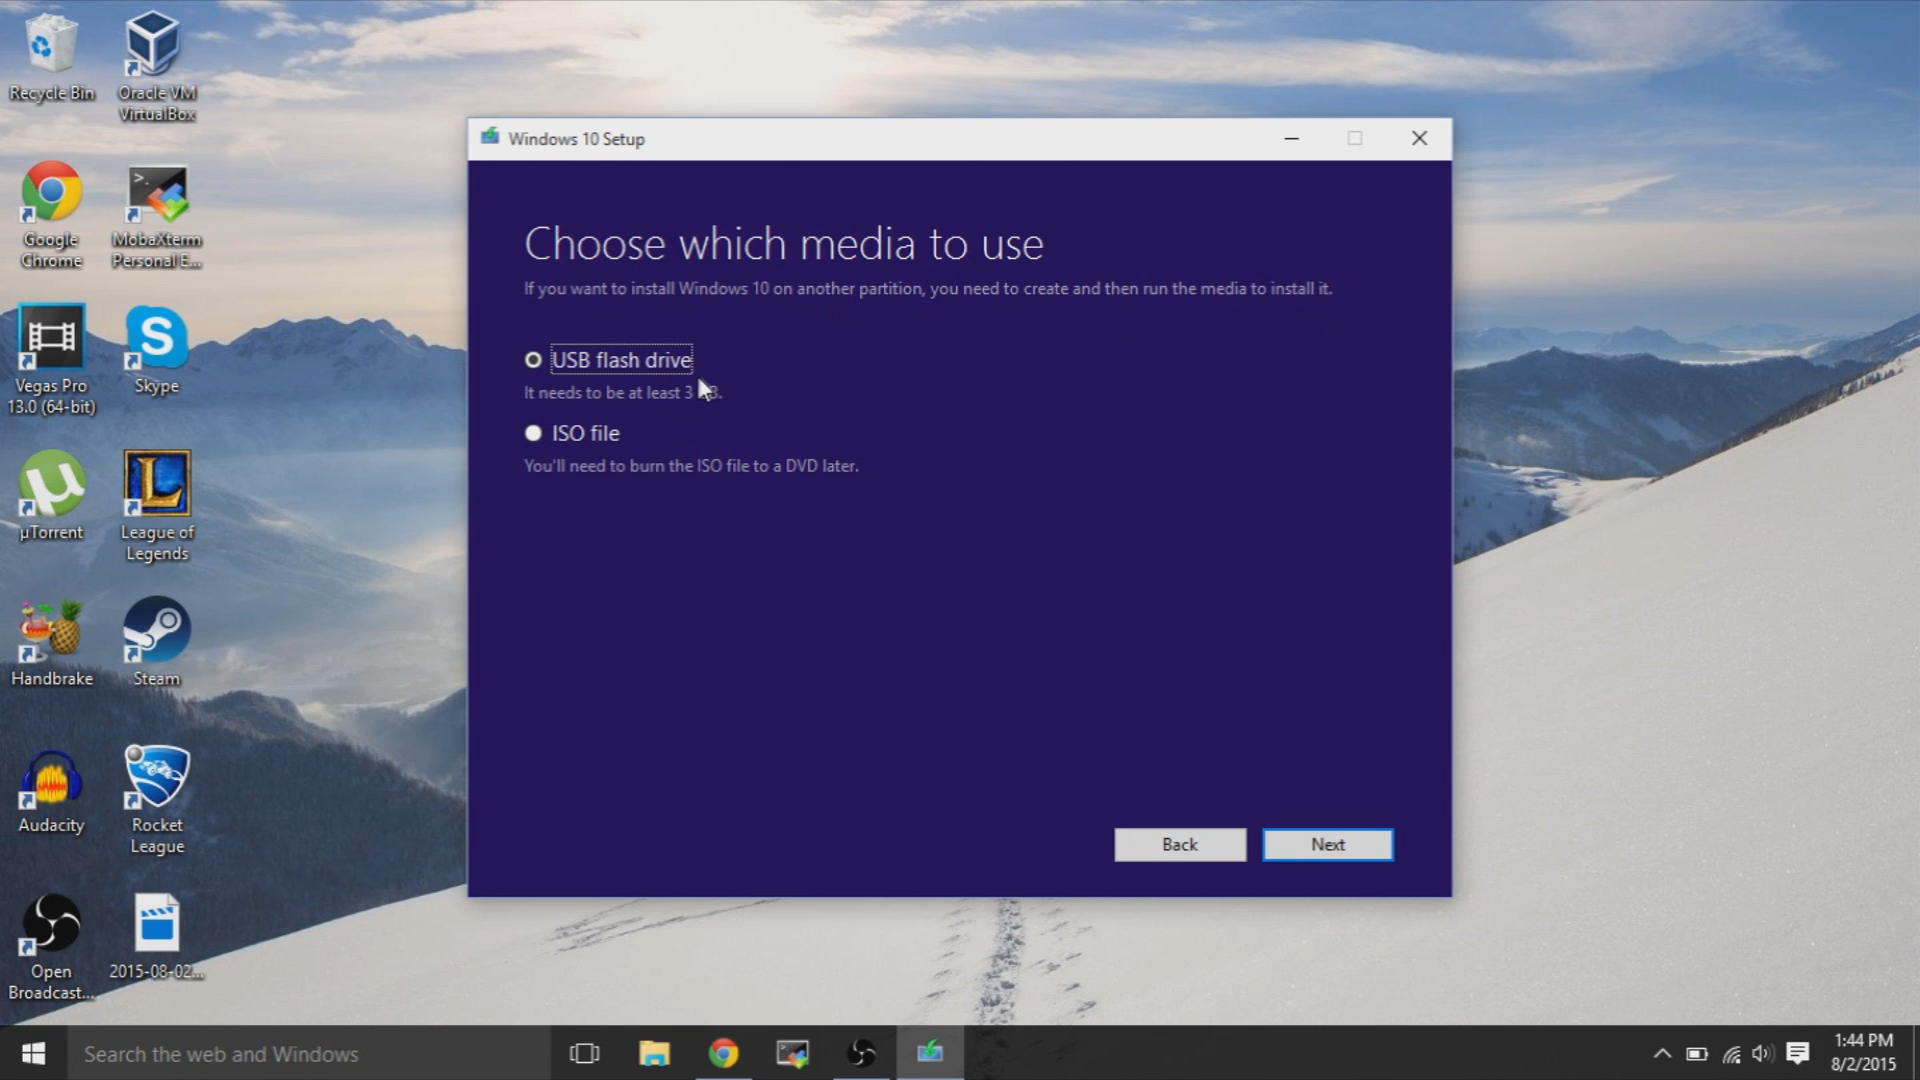 Recycle Bin
Oracle VM
VirtualBox
Google
Chrome
MobaXterm
Personal E...
Vegas Pro
13.0 (64-bit)
Skype
µTorrent
League of
Legends
Handbrake
Steam
Audacity
Rocket
League
Open
Broadcast...
2015-08-02...
Windows 10 Setup
Choose which media to use
If you want to install Windows 10 on another partition, you need to create and then run the media to install it.
USB flash drive
It needs to be at least 3
ISO file
You'll need to burn the ISO file to a DVD later.
Back
Next
Search the web and Windows
1:44 PM
8/2/2015